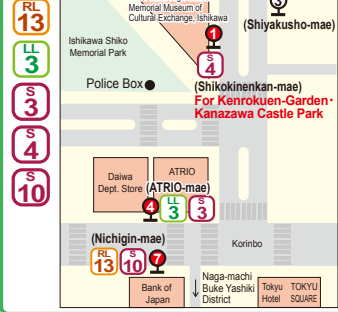 RL
13
LL
3
S
3
S
4
S
10
Memorial Museum of
Cultural Exchange, Ishikawa
3
(Shiyakusho-mae)
1
Ishikawa Shiko
Memorial Park
S
4
Police Box
(Shikokinenkan-mae)
For Kenrokuen-Garden・
Kanazawa Castle Park
Daiwa
Dept. Store
ATRIO
(ATRIO-mae)
4
LL
3
S
3
(Nichigin-mae)
Korinbo
RL
13
S
10
7
Bank of
Japan
Naga-machi
Buke Yashiki
District
Tokyu
Hotel
TOKYU
SQUARE